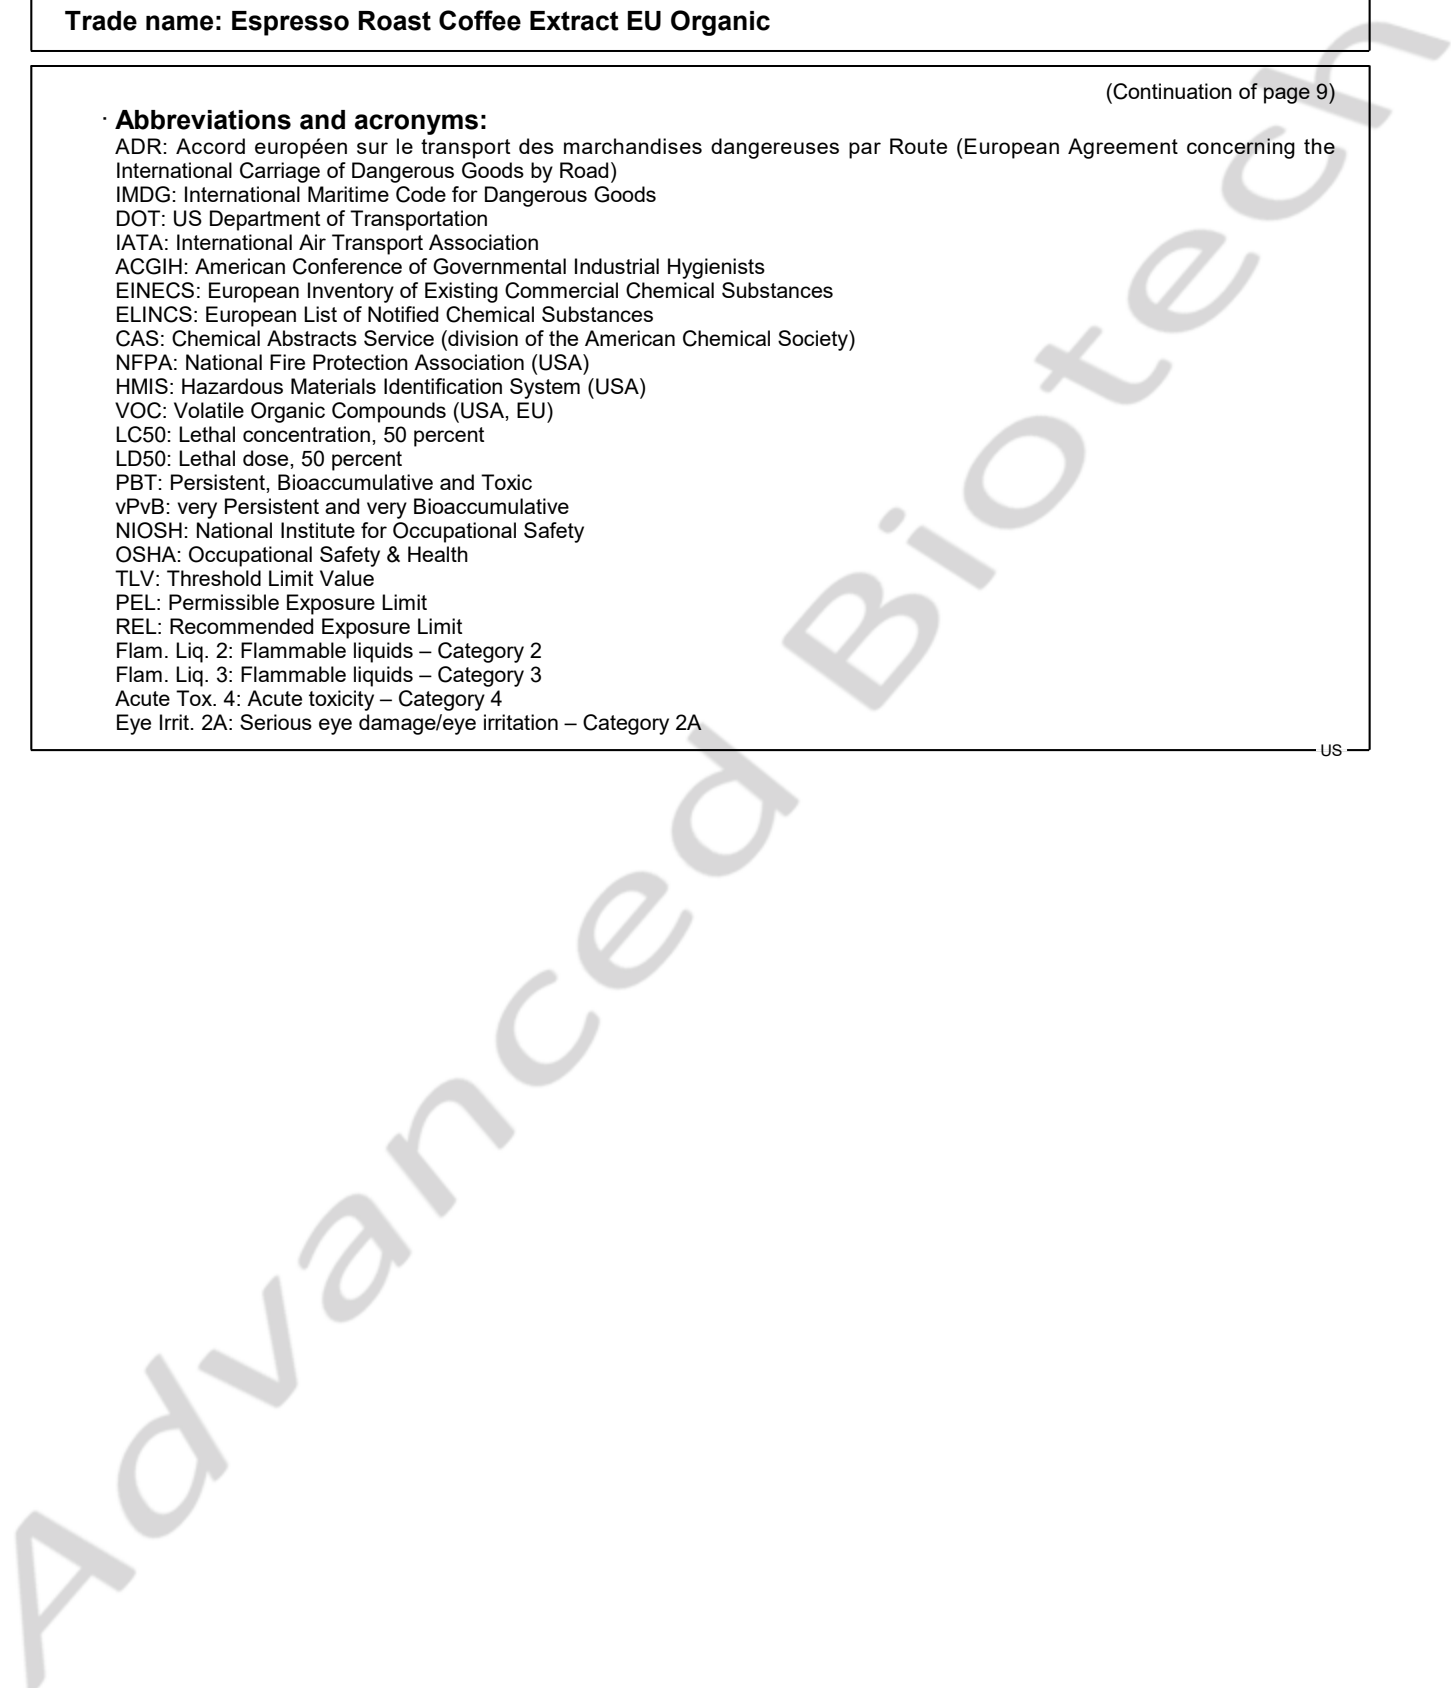 Trade name: Espresso Roast Coffee Extract EU Organic
(Continuation of page 9)
· Abbreviations and acronyms:
ADR: Accord européen sur le transport des marchandises dangereuses par Route (European Agreement concerning the
International Carriage of Dangerous Goods by Road)
IMDG: International Maritime Code for Dangerous Goods
DOT: US Department of Transportation
IATA: International Air Transport Association
ACGIH: American Conference of Governmental Industrial Hygienists
EINECS: European Inventory of Existing Commercial Chemical Substances
ELINCS: European List of Notified Chemical Substances
CAS: Chemical Abstracts Service (division of the American Chemical Society)
NFPA: National Fire Protection Association (USA)
HMIS: Hazardous Materials Identification System (USA)
VOC: Volatile Organic Compounds (USA, EU)
LC50: Lethal concentration, 50 percent
LD50: Lethal dose, 50 percent
PBT: Persistent, Bioaccumulative and Toxic
vPvB: very Persistent and very Bioaccumulative
NIOSH: National Institute for Occupational Safety
OSHA: Occupational Safety & Health
TLV: Threshold Limit Value
PEL: Permissible Exposure Limit
REL: Recommended Exposure Limit
Flam. Liq. 2: Flammable liquids – Category 2
Flam. Liq. 3: Flammable liquids – Category 3
Acute Tox. 4: Acute toxicity – Category 4
Eye Irrit. 2A: Serious eye damage/eye irritation – Category 2A
US
Advanced Biotech